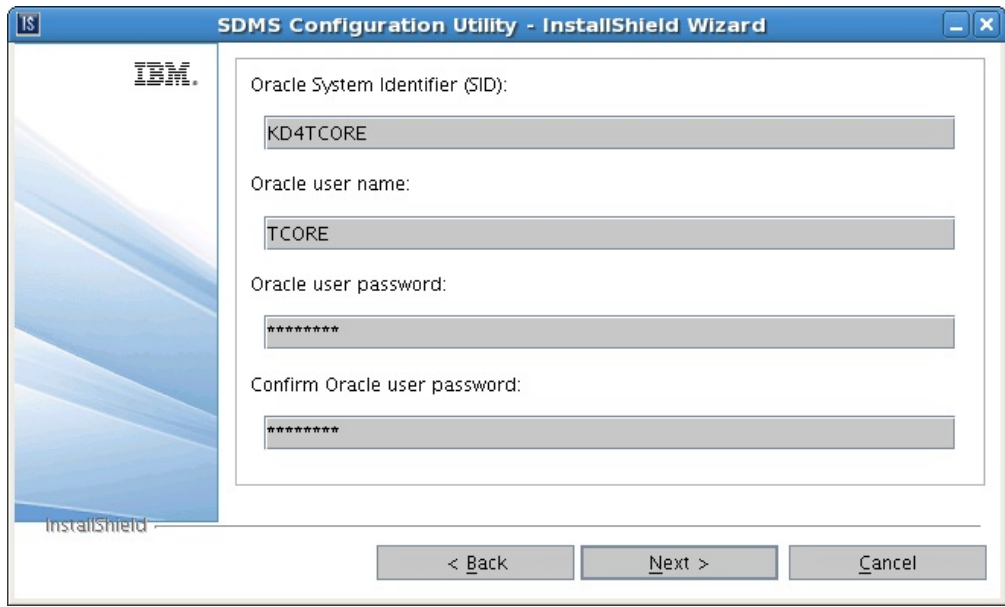 IS
SDMS Configuration Utility - InstallShield Wizard
IBM.
Oracle System Identifier (SID):
KD4TCORE
Oracle user name:
TCORE
Oracle user password:
********
Confirm Oracle user password:
********
InstallShield
< Back
Next >
Cancel